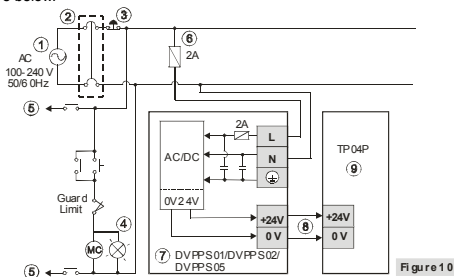 ①
②
③
AC
100-240 V
50/60Hz
⑥
2A
⑤
Guard
Limit
④
MC
⑤
2A
L
N
AC/DC
0V 24V
+24V
0 V
⑦ DVPPS01/DVPPS02/
DVPPS05
⑧
TP04P
⑨
+24V
0 V
Figure 10